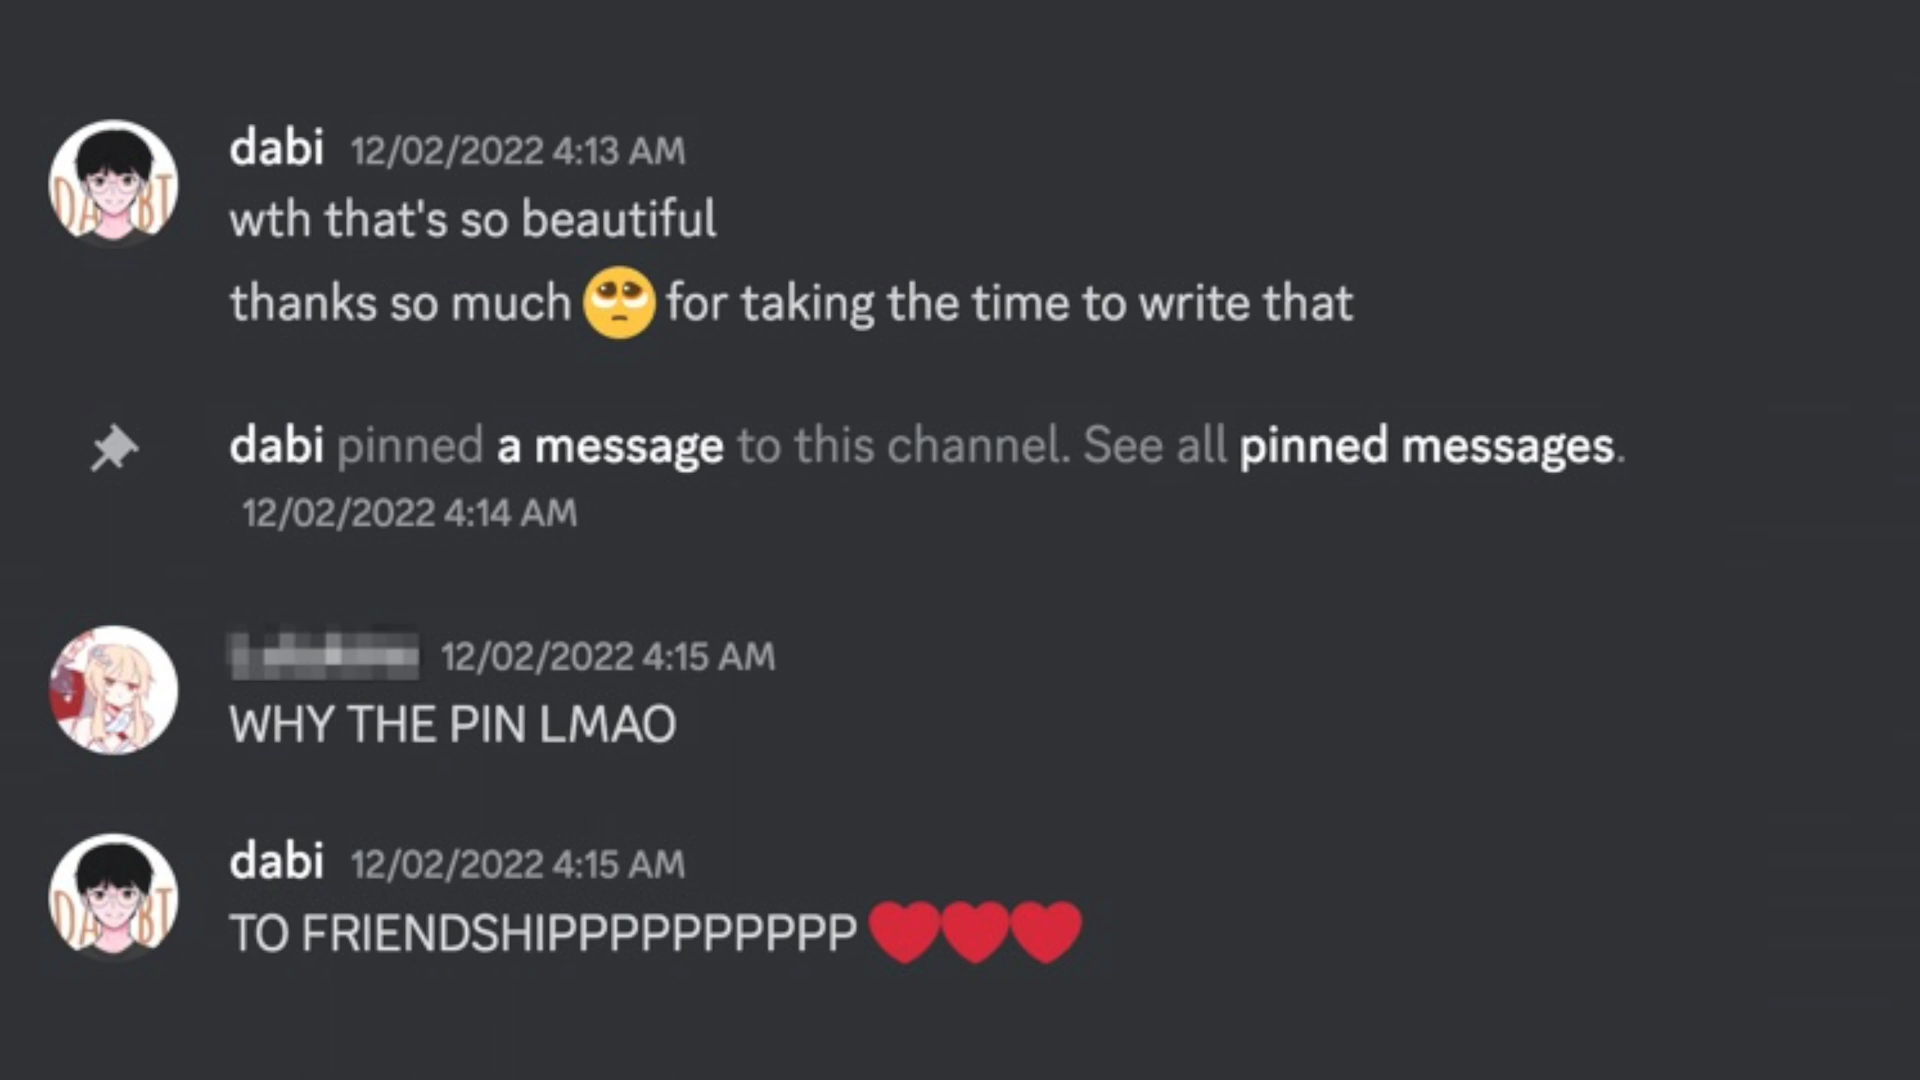 dabi 12/02/2022 4:13 AM
wth that's so beautiful
thanks so much 🥺 for taking the time to write that
dabi pinned a message to this channel. See all pinned messages.
12/02/2022 4:14 AM
12/02/2022 4:15 AM
WHY THE PIN LMAO
dabi 12/02/2022 4:15 AM
TO FRIENDSHIPPPPPPPPPP ❤️❤️❤️